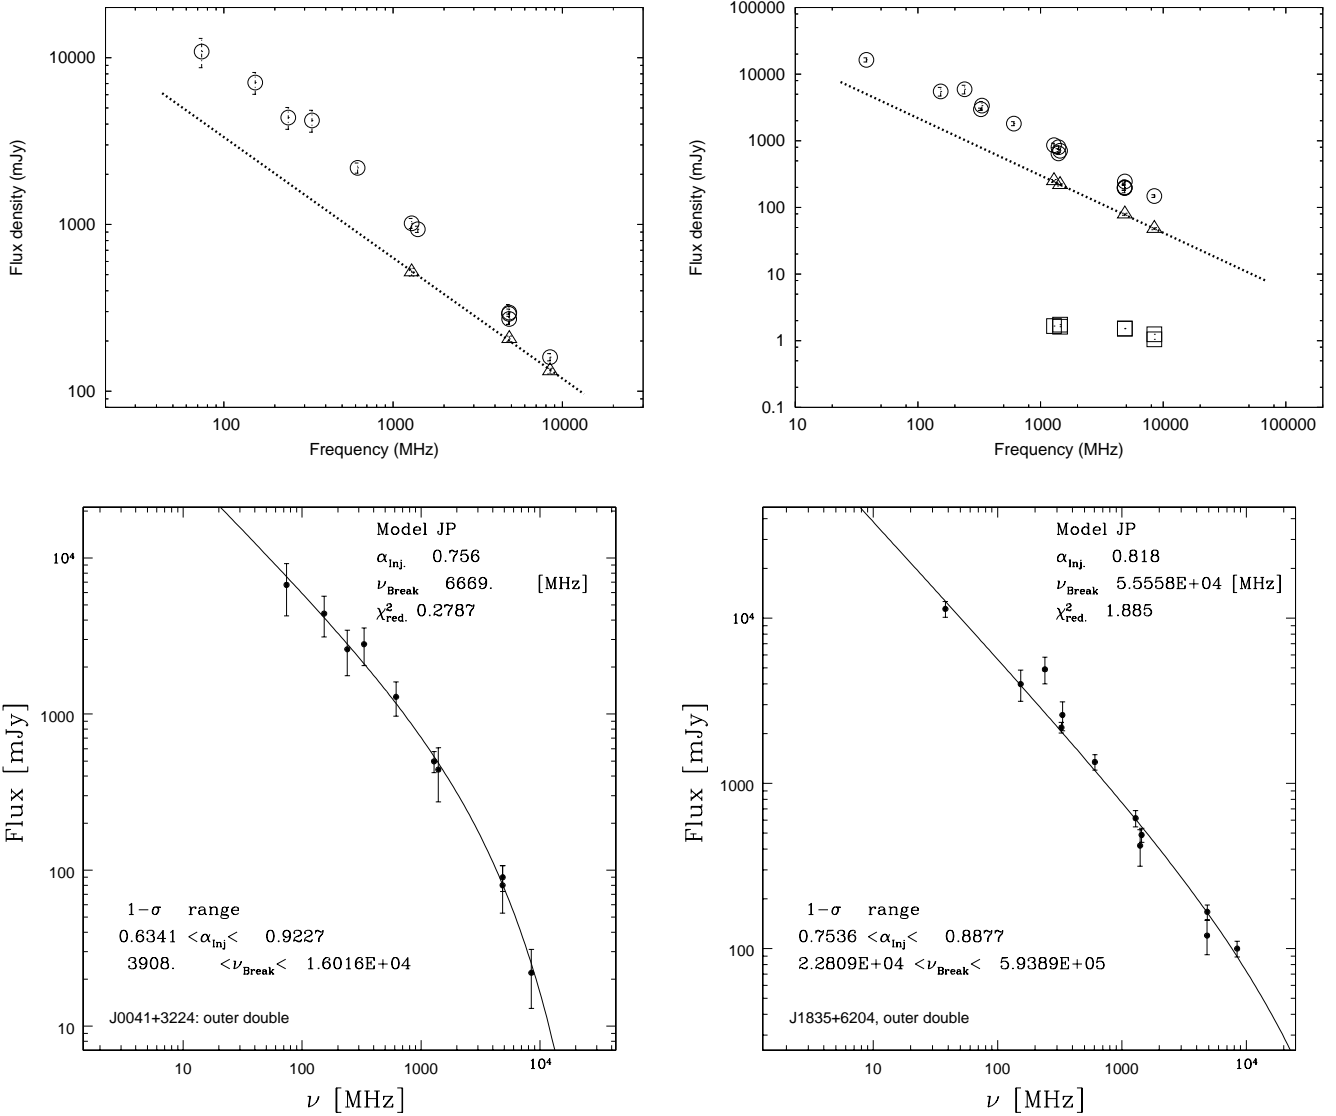 10000
1000
100
Flux density (mJy)
100 1000 10000
Frequency (MHz)
100000
10000
1000
100
10
1
0.1
Flux density (mJy)
10 100 1000 10000 100000
Frequency (MHz)
Model JP
αInj. 0.756
νBreak 6669. [MHz]
χ²red. 0.2787
10⁴
1000
100
10
Flux [mJy]
1-σ range
0.6341 <αInj< 0.9227
3908. <νBreak< 1.6016E+04
J0041+3224: outer double
10 100 1000 10⁴
ν [MHz]
Model JP
αInj. 0.818
νBreak 5.5558E+04 [MHz]
χ²red. 1.885
10⁴
1000
100
Flux [mJy]
1-σ range
0.7536 <αInj< 0.8877
2.2809E+04 <νBreak< 5.9389E+05
J1835+6204, outer double
10 100 1000 10⁴
ν [MHz]